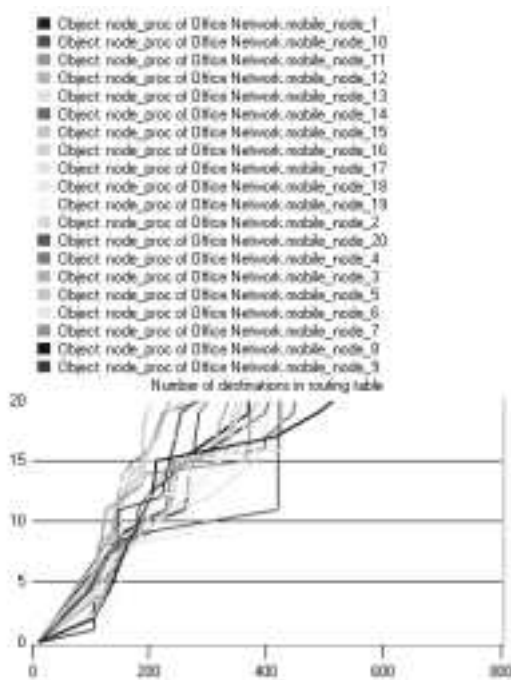 Object: node_proc of Office Network.mobile_node_1
Object: node_proc of Office Network.mobile_node_10
Object: node_proc of Office Network.mobile_node_11
Object: node_proc of Office Network.mobile_node_12
Object: node_proc of Office Network.mobile_node_13
Object: node_proc of Office Network.mobile_node_14
Object: node_proc of Office Network.mobile_node_15
Object: node_proc of Office Network.mobile_node_16
Object: node_proc of Office Network.mobile_node_17
Object: node_proc of Office Network.mobile_node_18
Object: node_proc of Office Network.mobile_node_19
Object: node_proc of Office Network.mobile_node_2
Object: node_proc of Office Network.mobile_node_20
Object: node_proc of Office Network.mobile_node_4
Object: node_proc of Office Network.mobile_node_3
Object: node_proc of Office Network.mobile_node_5
Object: node_proc of Office Network.mobile_node_6
Object: node_proc of Office Network.mobile_node_7
Object: node_proc of Office Network.mobile_node_8
Object: node_proc of Office Network.mobile_node_9
Number of destinations in routing table
20
15
10
5
0
0 200 400 600 800